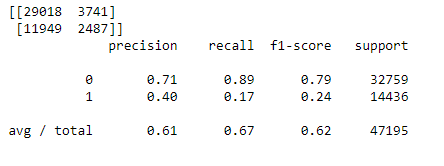 [[29018 3741]
[11949 2487]]
precision recall f1-score support
0 0.71 0.89 0.79 32759
1 0.40 0.17 0.24 14436
avg / total 0.61 0.67 0.62 47195